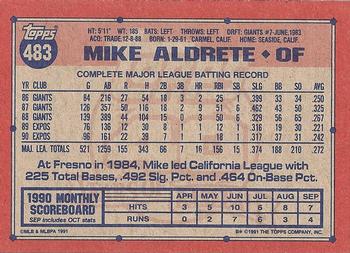 Topps
483
HT: 5'11" WT: 185 BATS: LEFT THROWS: LEFT DRFT: GIANTS #7-JUNE, 1983
ACQ: TRADE, 12-8-88 BORN: 1-29-61, CARMEL, CALIF. HOME: SEASIDE, CALIF.
MIKE ALDRETE ◆ OF
COMPLETE MAJOR LEAGUE BATTING RECORD
YR CLUB G AB R H 2B 3B HR RBI SB SLG BB SO AVG
86 GIANTS 84 216 27 54 18 3 2 25 1 .389 33 34 .250
87 GIANTS 126 357 50 116 18 2 9 51 6 .462 43 50 .325
88 GIANTS 139 389 44 104 15 0 3 50 6 .329 56 65 .267
89 EXPOS 76 136 12 30 8 1 1 12 1 .316 19 30 .221
EXPOS 96 161 22 39 7 1 1 18 1 .317 37 31 .242
MAJ. LEA. TOTALS 521 1259 155 343 66 7 16 156 15 .374 188 210 .272
At Fresno in 1984, Mike led California League with
225 Total Bases, .492 Slg. Pct. and .464 On-Base Pct.
1990 MONTHLY
SCOREBOARD
SEP includes OCT stats
APR MAY JUN JUL AUG SEP
HITS 3 5 10 6 8 7
RUNS 0 4 7 2 2 7
©MLB & MLBPA 1991
©1991 THE TOPPS COMPANY, INC.